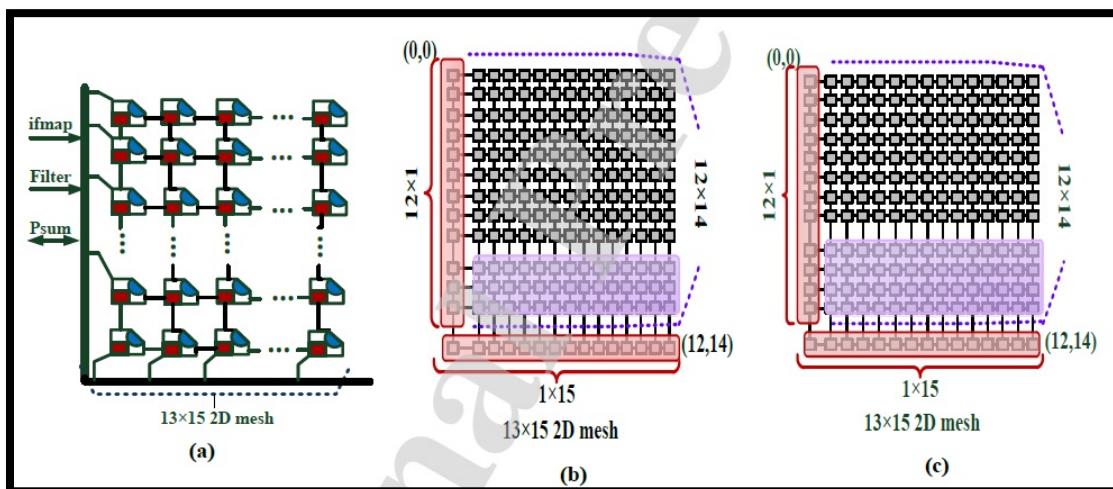 ifmap
Filter
Psum
13×15 2D mesh
(a)
(0,0)
12×1
12×14
(12,14)
1×15
13×15 2D mesh
(b)
(0,0)
12×1
12×14
(12,14)
1×15
13×15 2D mesh
(c)